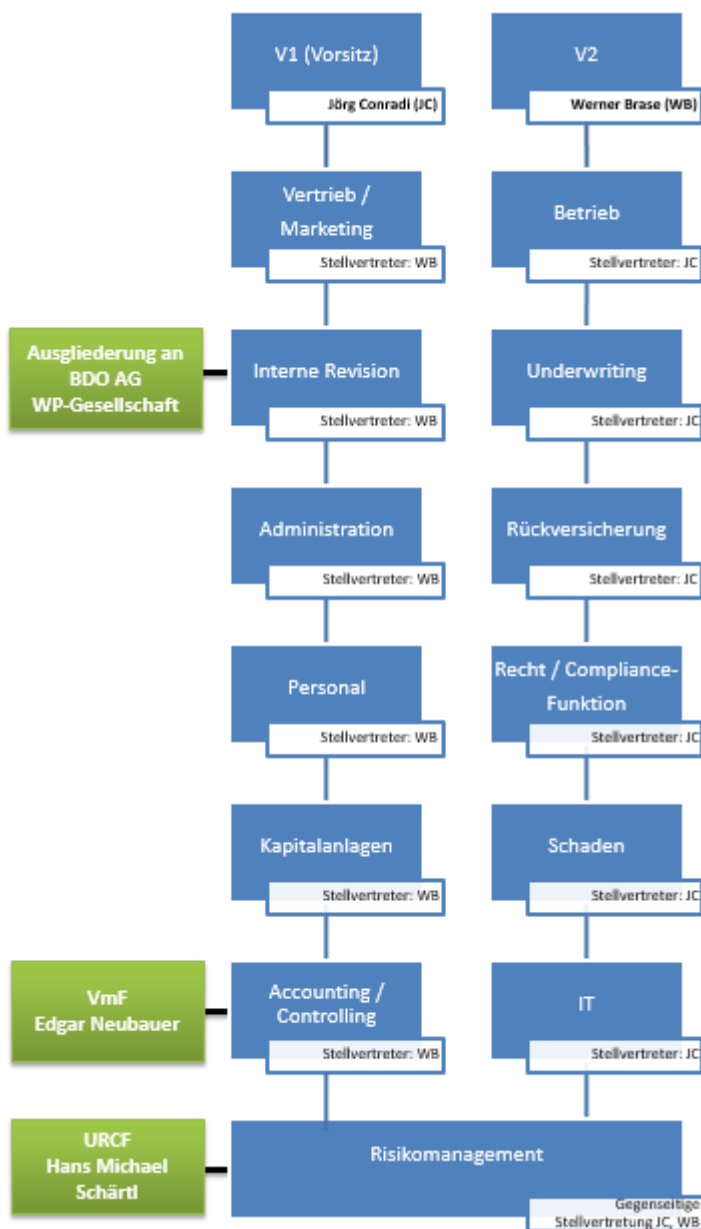 V1 (Vorsitz)
Jörg Conradi (JC)
V2
Werner Brase (WB)
Vertrieb /
Marketing
Stellvertreter: WB
Betrieb
Stellvertreter: JC
Ausgliederung an
BDO AG
WP-Gesellschaft
Interne Revision
Stellvertreter: WB
Underwriting
Stellvertreter: JC
Administration
Stellvertreter: WB
Rückversicherung
Stellvertreter: JC
Personal
Stellvertreter: WB
Recht / Compliance-
Funktion
Stellvertreter: JC
Kapitalanlagen
Stellvertreter: WB
Schaden
Stellvertreter: JC
VmF
Edgar Neubauer
Accounting /
Controlling
Stellvertreter: WB
IT
Stellvertreter: JC
URCF
Hans Michael
Schärtl
Risikomanagement
Gegenseitige
Stellvertretung JC, WB